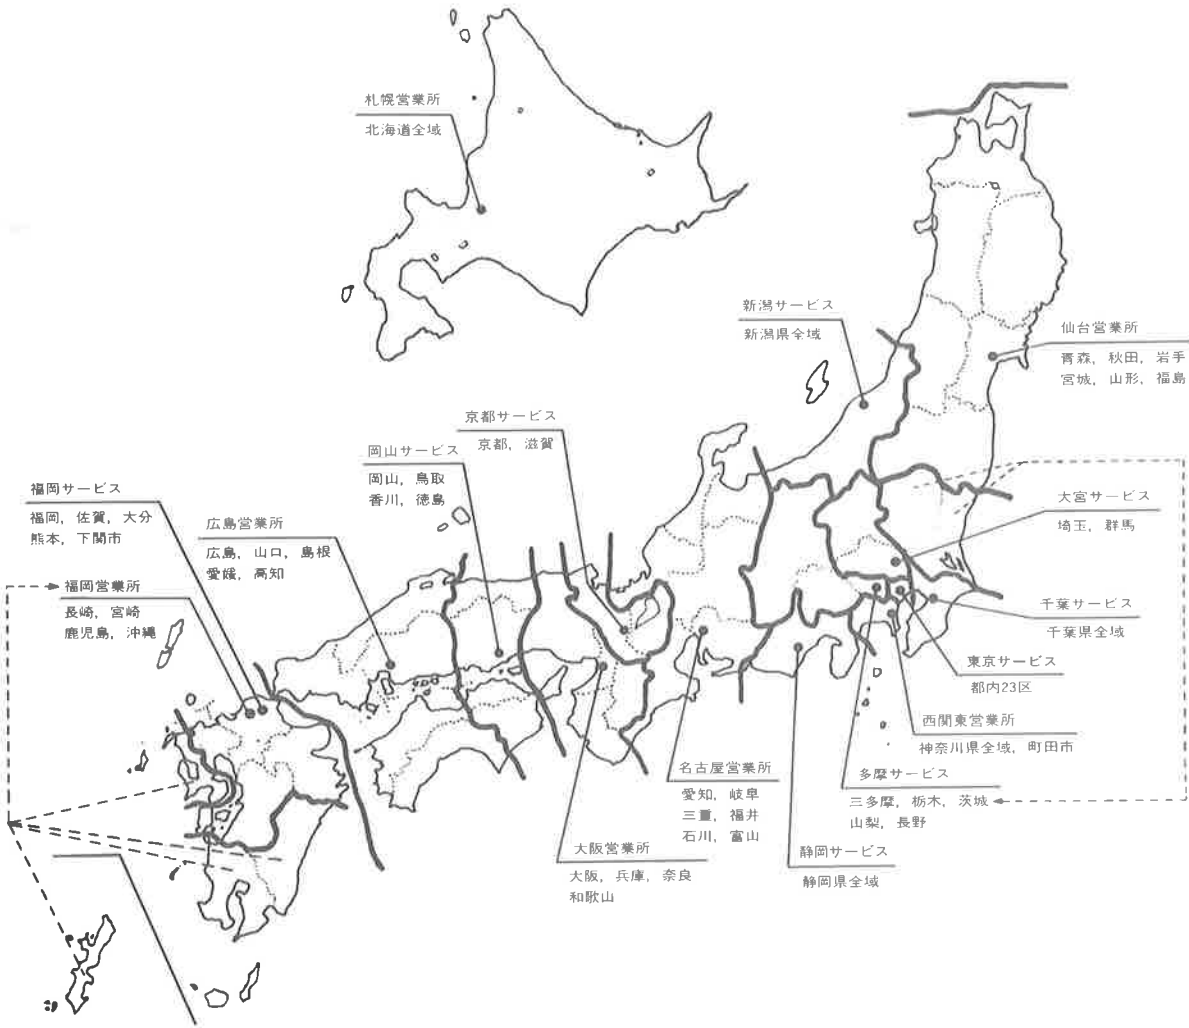 札幌営業所
北海道全域
新潟サービス
新潟県全域
仙台営業所
青森，秋田，岩手
宮城，山形，福島
京都サービス
京都，滋賀
岡山サービス
岡山，鳥取
香川，徳島
福岡サービス
福岡，佐賀，大分
熊本，下関市
広島営業所
広島，山口，島根
愛媛，高知
大宮サービス
埼玉，群馬
福岡営業所
長崎，宮崎
鹿児島，沖縄
千葉サービス
千葉県全域
東京サービス
都内23区
西関東営業所
神奈川県全域，町田市
名古屋営業所
愛知，岐阜
三重，福井
石川，富山
多摩サービス
三多摩，栃木，茨城
山梨，長野
大阪営業所
大阪，兵庫，奈良
和歌山
静岡サービス
静岡県全域